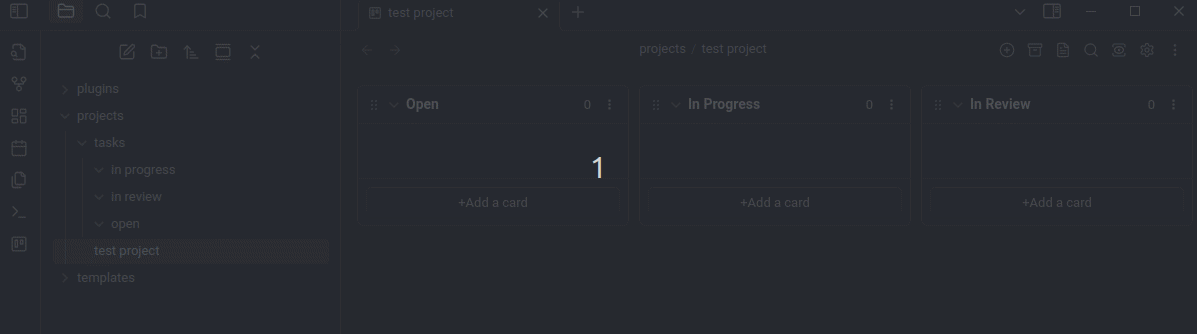 test project
projects / test project
plugins
projects
tasks
in progress
in review
open
test project
templates
Open 0
In Progress 0
In Review 0
1
+Add a card
+Add a card
+Add a card